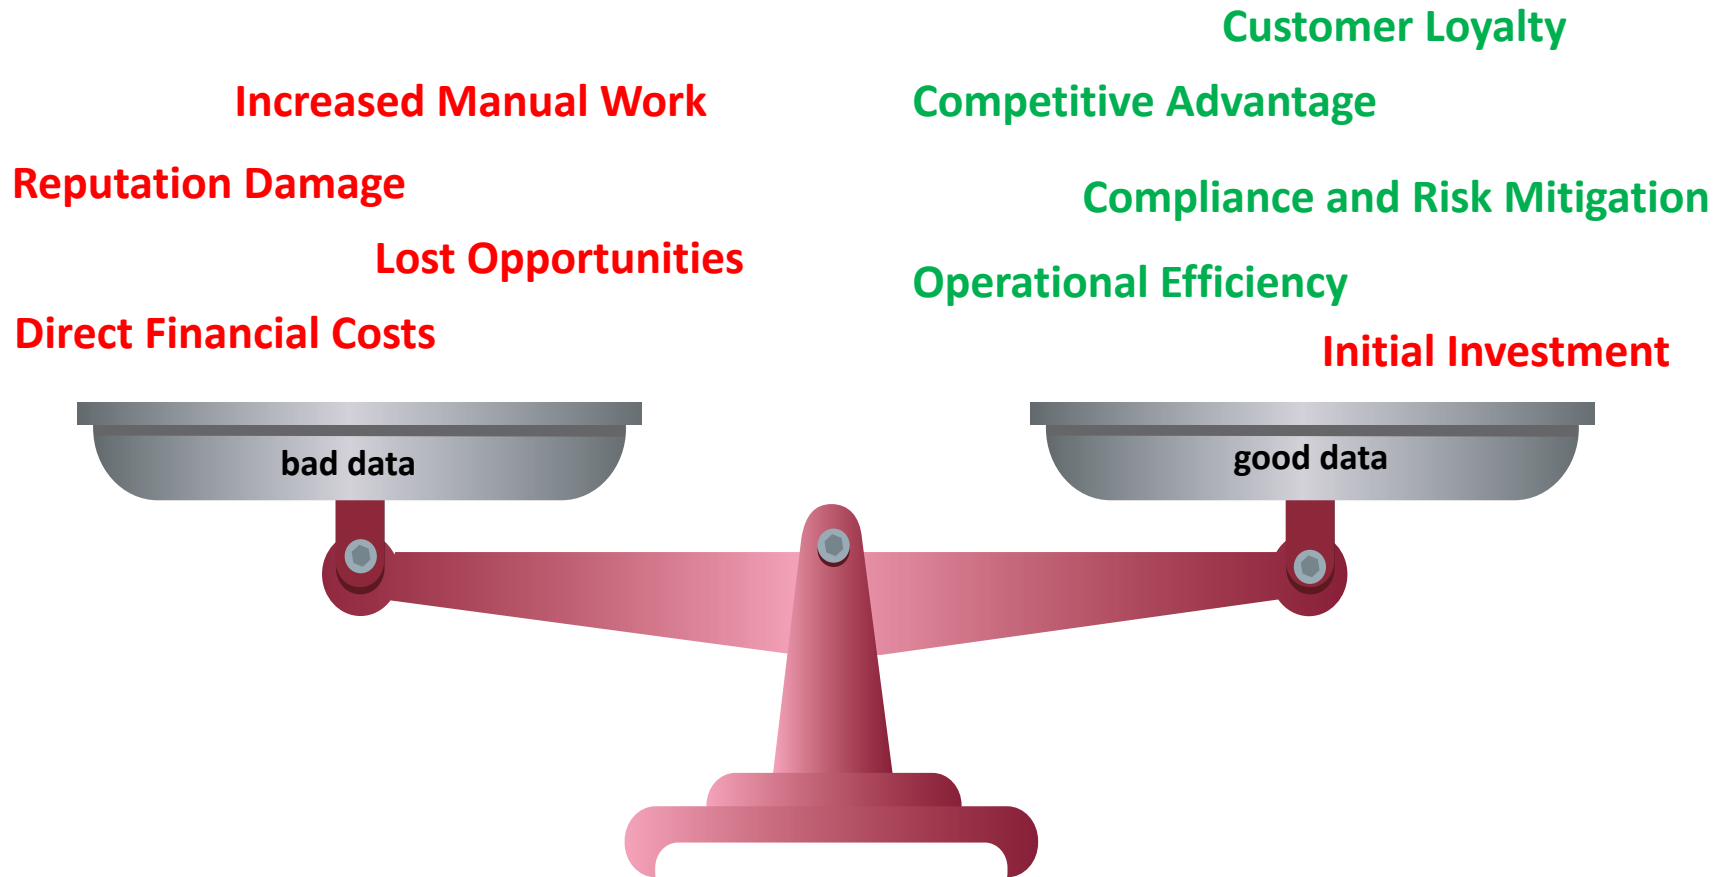 Customer Loyalty
Increased Manual Work
Competitive Advantage
Reputation Damage
Compliance and Risk Mitigation
Lost Opportunities
Operational Efficiency
Direct Financial Costs
Initial Investment
bad data
good data